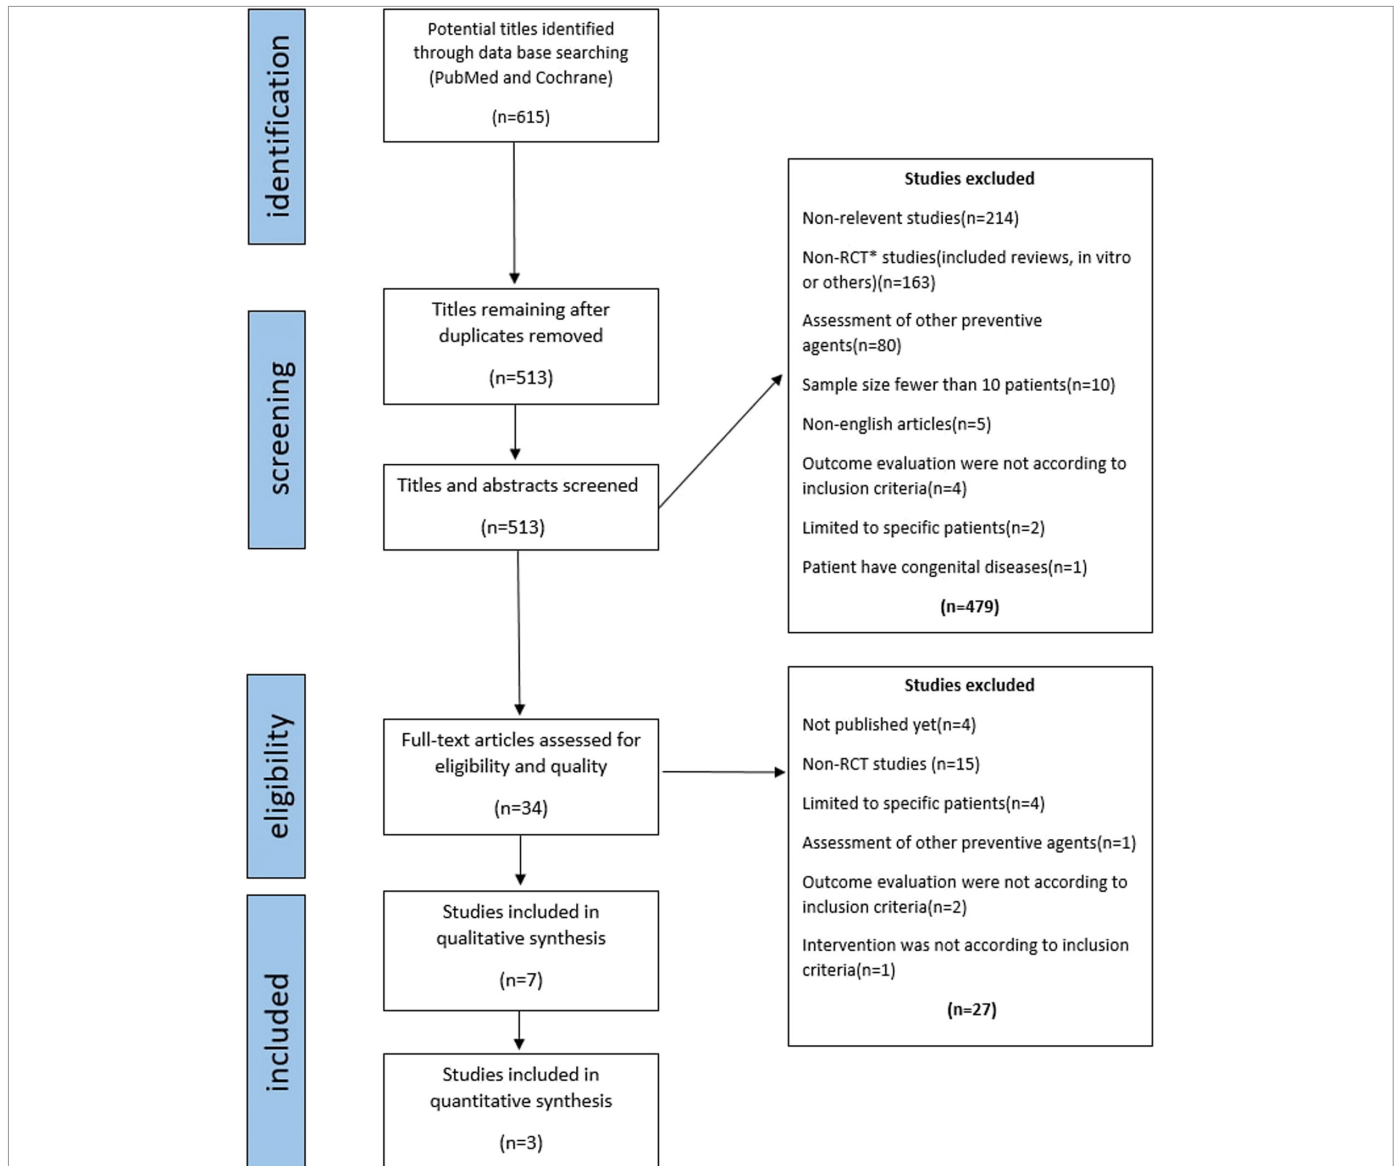 identification
Potential titles identified
through data base searching
(PubMed and Cochrane)
(n=615)
screening
Titles remaining after
duplicates removed
(n=513)
Titles and abstracts screened
(n=513)
Studies excluded
Non-relevent studies(n=214)
Non-RCT* studies(included reviews, in vitro
or others)(n=163)
Assessment of other preventive
agents(n=80)
Sample size fewer than 10 patients(n=10)
Non-english articles(n=5)
Outcome evaluation were not according to
inclusion criteria(n=4)
Limited to specific patients(n=2)
Patient have congenital diseases(n=1)
(n=479)
eligibility
Full-text articles assessed for
eligibility and quality
(n=34)
Studies excluded
Not published yet(n=4)
Non-RCT studies (n=15)
Limited to specific patients(n=4)
Assessment of other preventive agents(n=1)
Outcome evaluation were not according to
inclusion criteria(n=2)
Intervention was not according to inclusion
criteria(n=1)
(n=27)
included
Studies included in
qualitative synthesis
(n=7)
Studies included in
quantitative synthesis
(n=3)